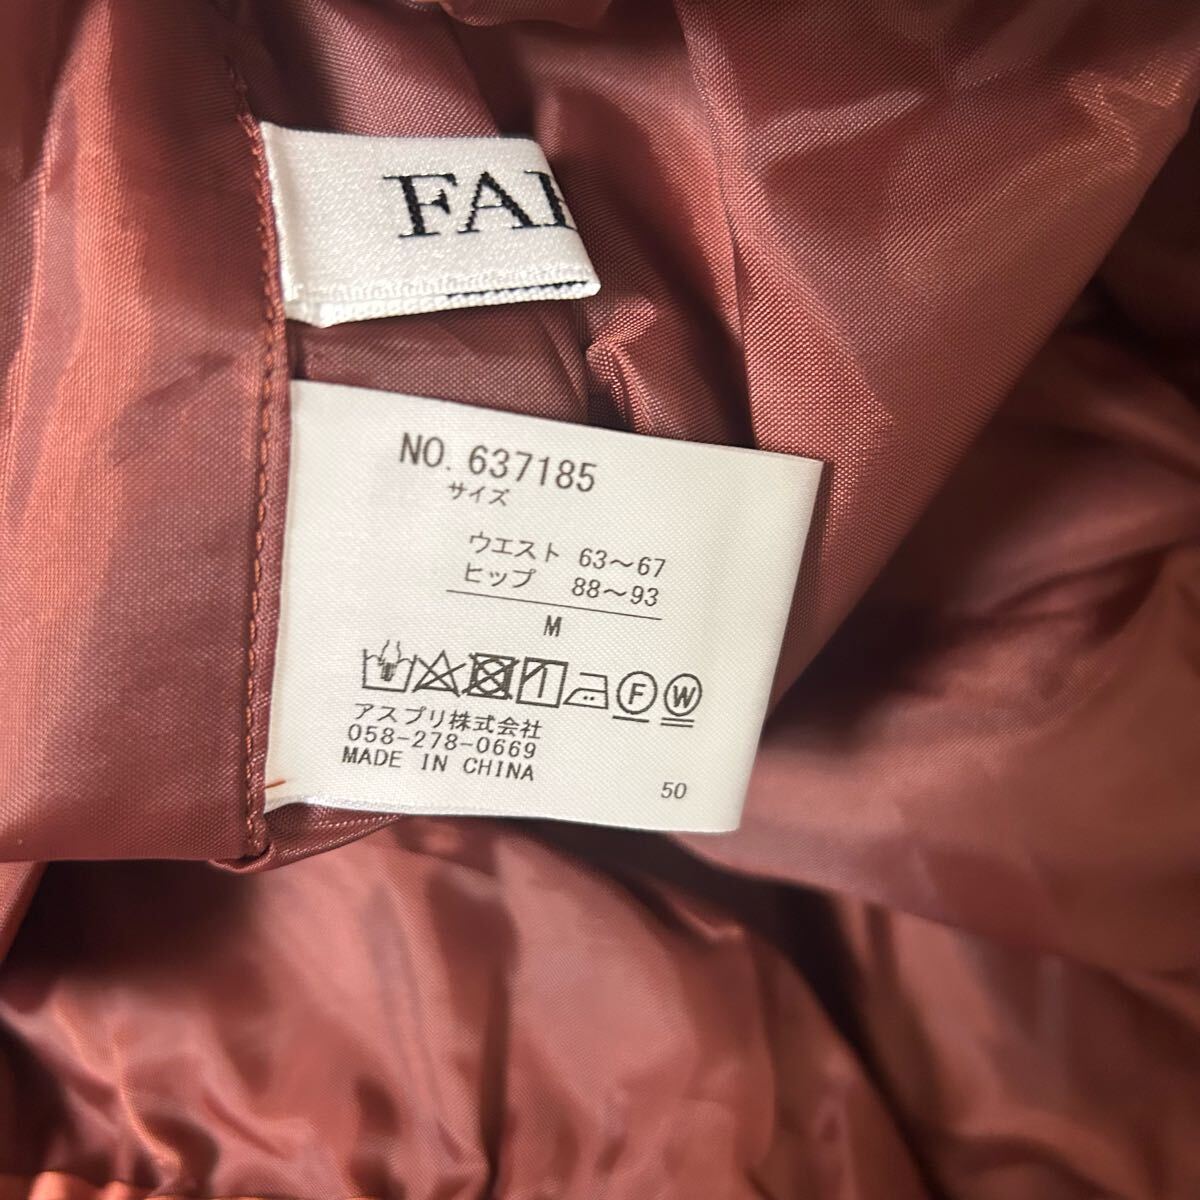 NO. 637185
サイズ
ウエスト 63～67
ヒップ 88～93
M
F W
アスプリ株式会社
058-278-0669
MADE IN CHINA
50